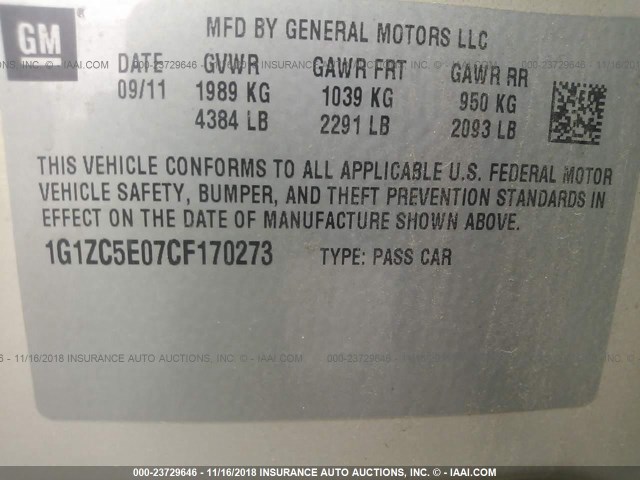 GM
MFD BY GENERAL MOTORS LLC
DATE GVWR GAWR FRT GAWR RR
09/11 1989 KG 1039 KG 950 KG
4384 LB 2291 LB 2093 LB
THIS VEHICLE CONFORMS TO ALL APPLICABLE U.S. FEDERAL MOTOR
VEHICLE SAFETY, BUMPER, AND THEFT PREVENTION STANDARDS IN
EFFECT ON THE DATE OF MANUFACTURE SHOWN ABOVE.
1G1ZC5E07CF170273 TYPE: PASS CAR
000-23729646 - 11/16/2018 INSURANCE AUTO AUCTIONS - © IAAI.COM